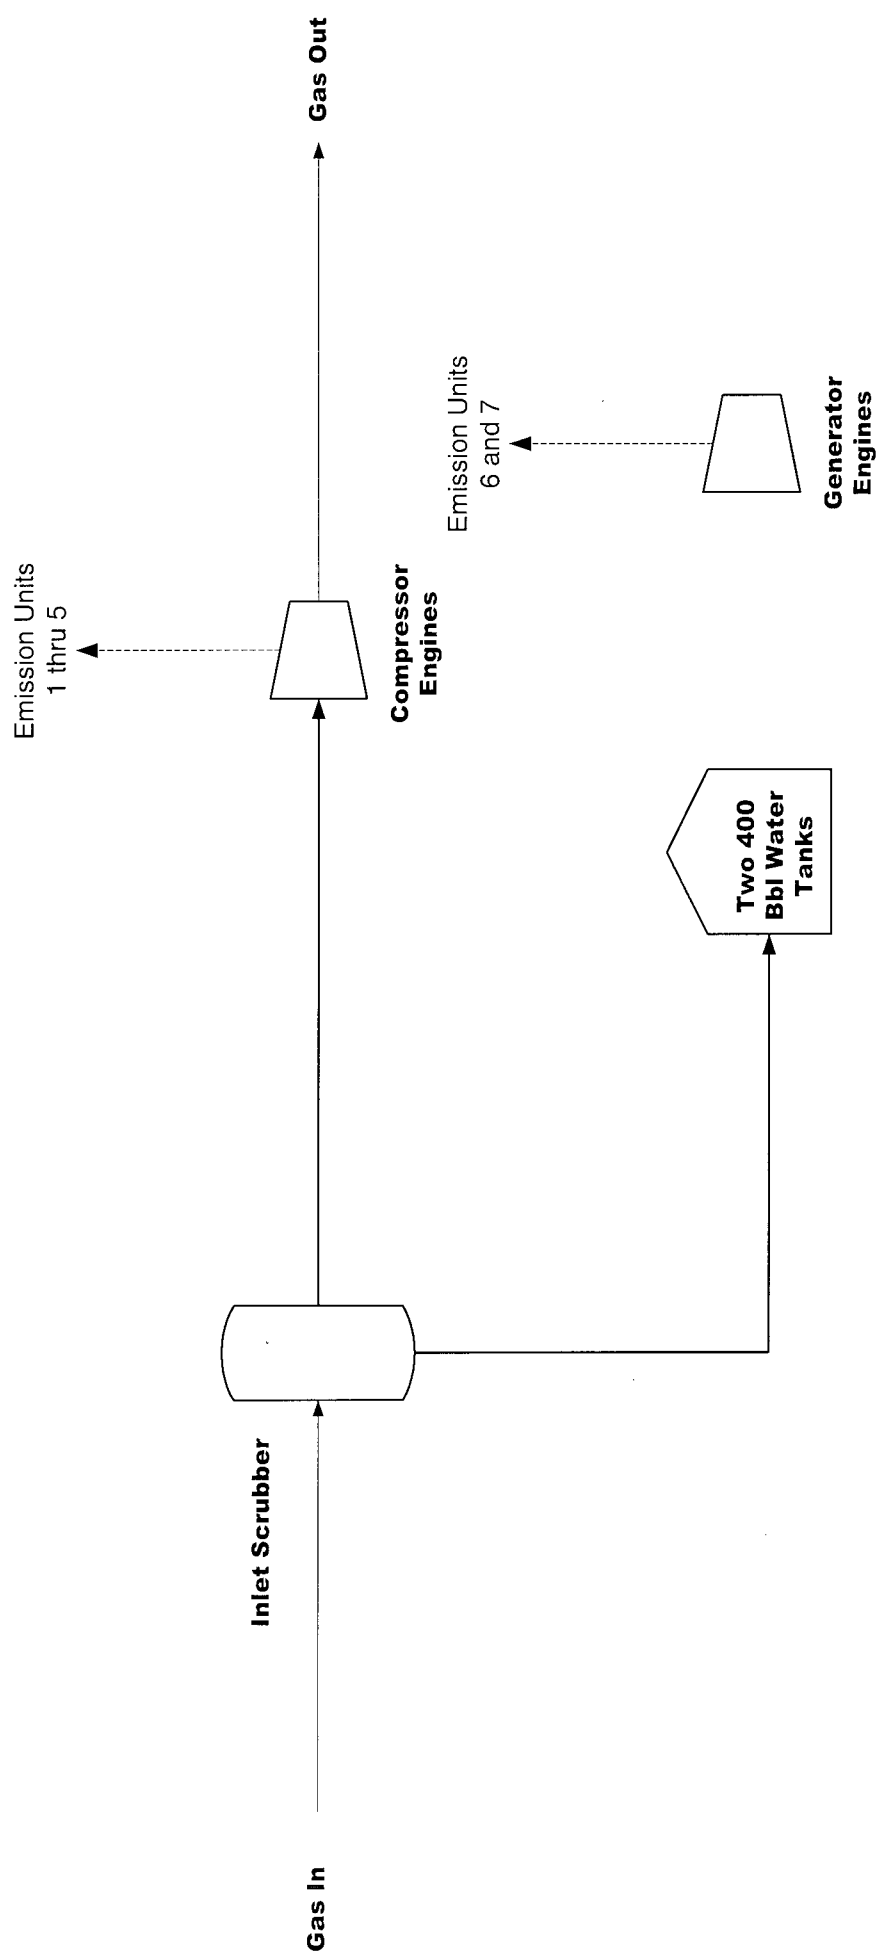 Emission Units
1 thru 5
Gas In
Inlet Scrubber
Compressor
Engines
Gas Out
Emission Units
6 and 7
Two 400
Bbl Water
Tanks
Generator
Engines